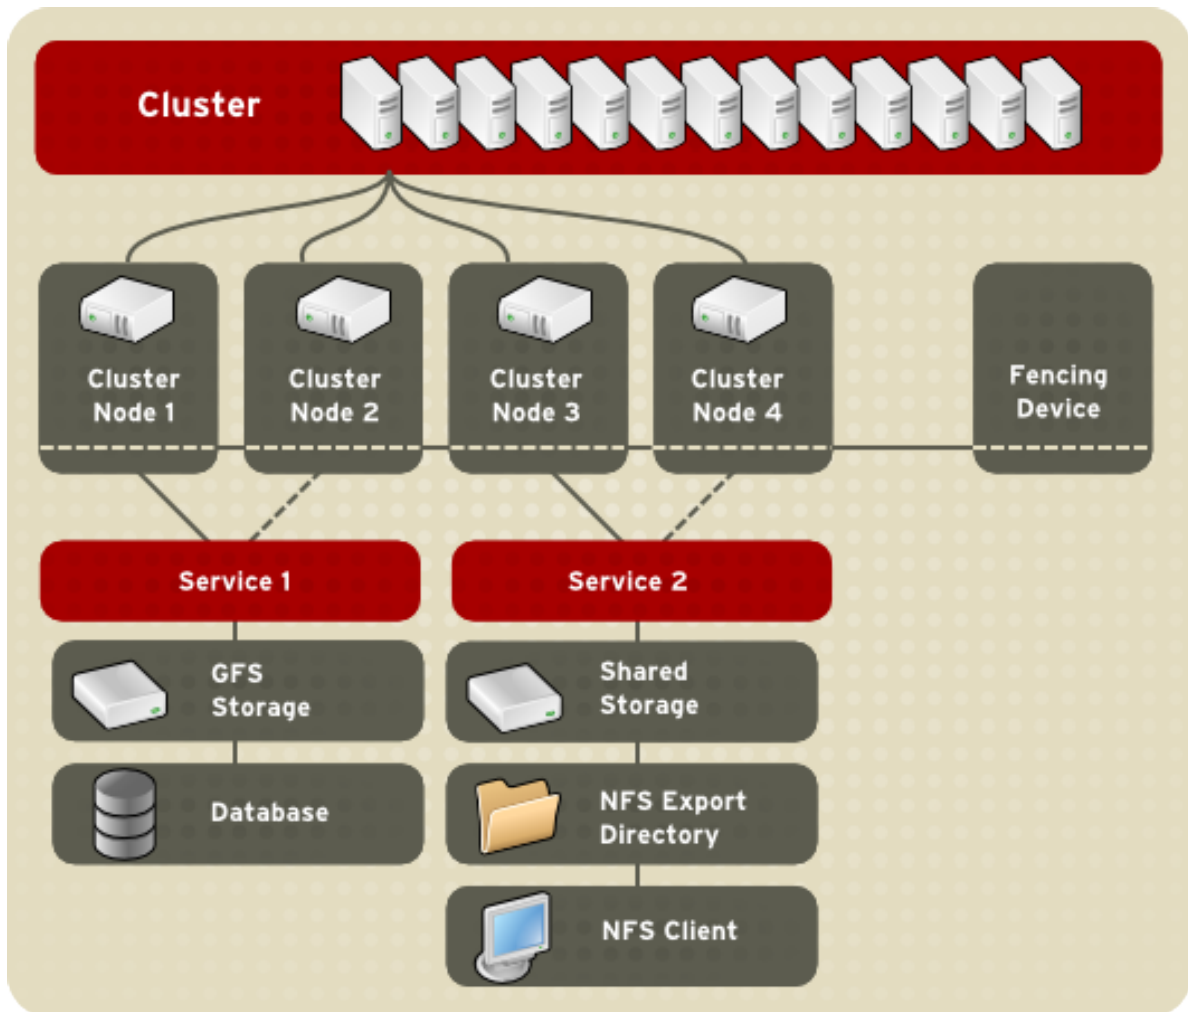 Cluster
Cluster
Node 1
Cluster
Node 2
Cluster
Node 3
Cluster
Node 4
Fencing
Device
Service 1
Service 2
GFS
Storage
Shared
Storage
Database
NFS Export
Directory
NFS Client